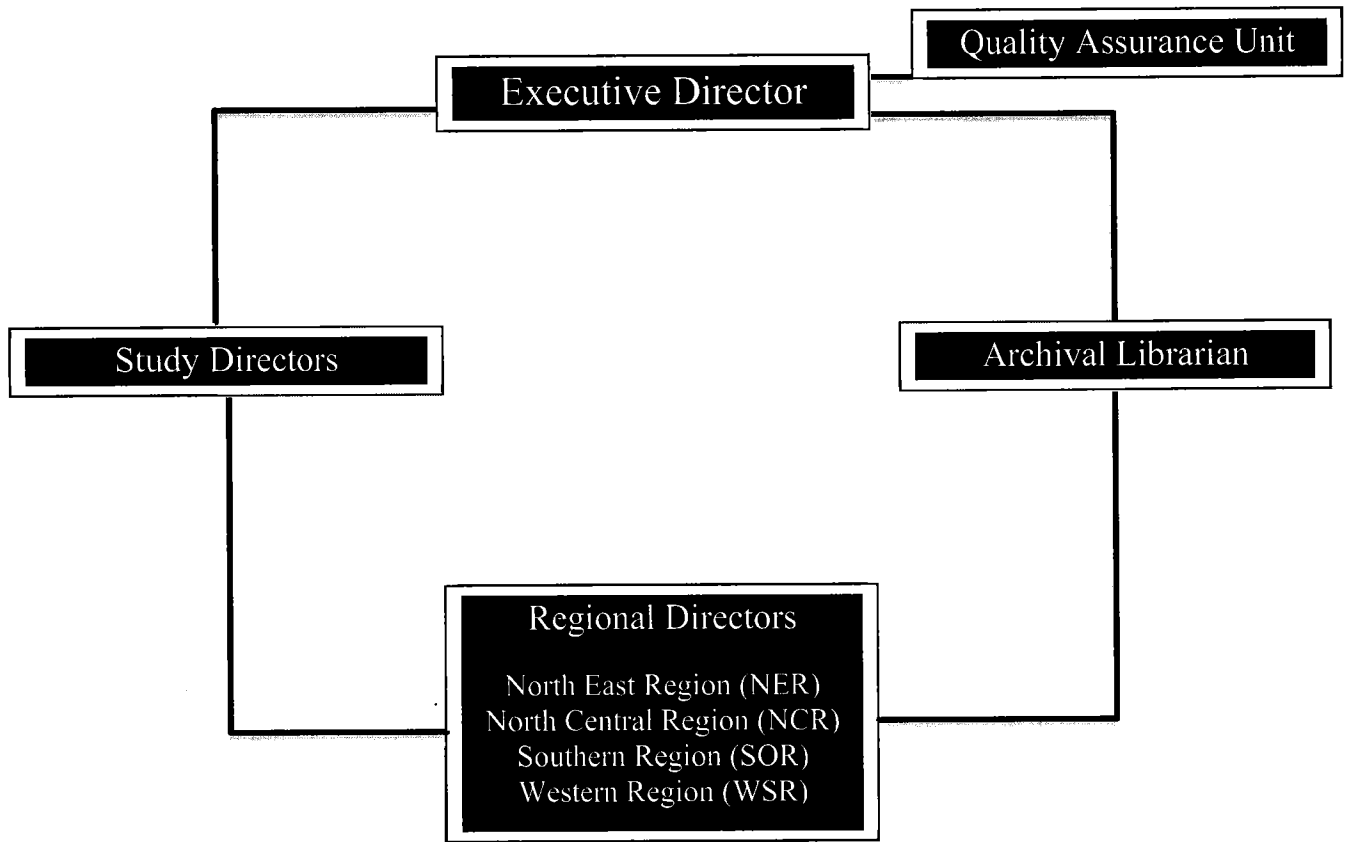 Quality Assurance Unit
Executive Director
Study Directors
Archival Librarian
Regional Directors
North East Region (NER)
North Central Region (NCR)
Southern Region (SOR)
Western Region (WSR)